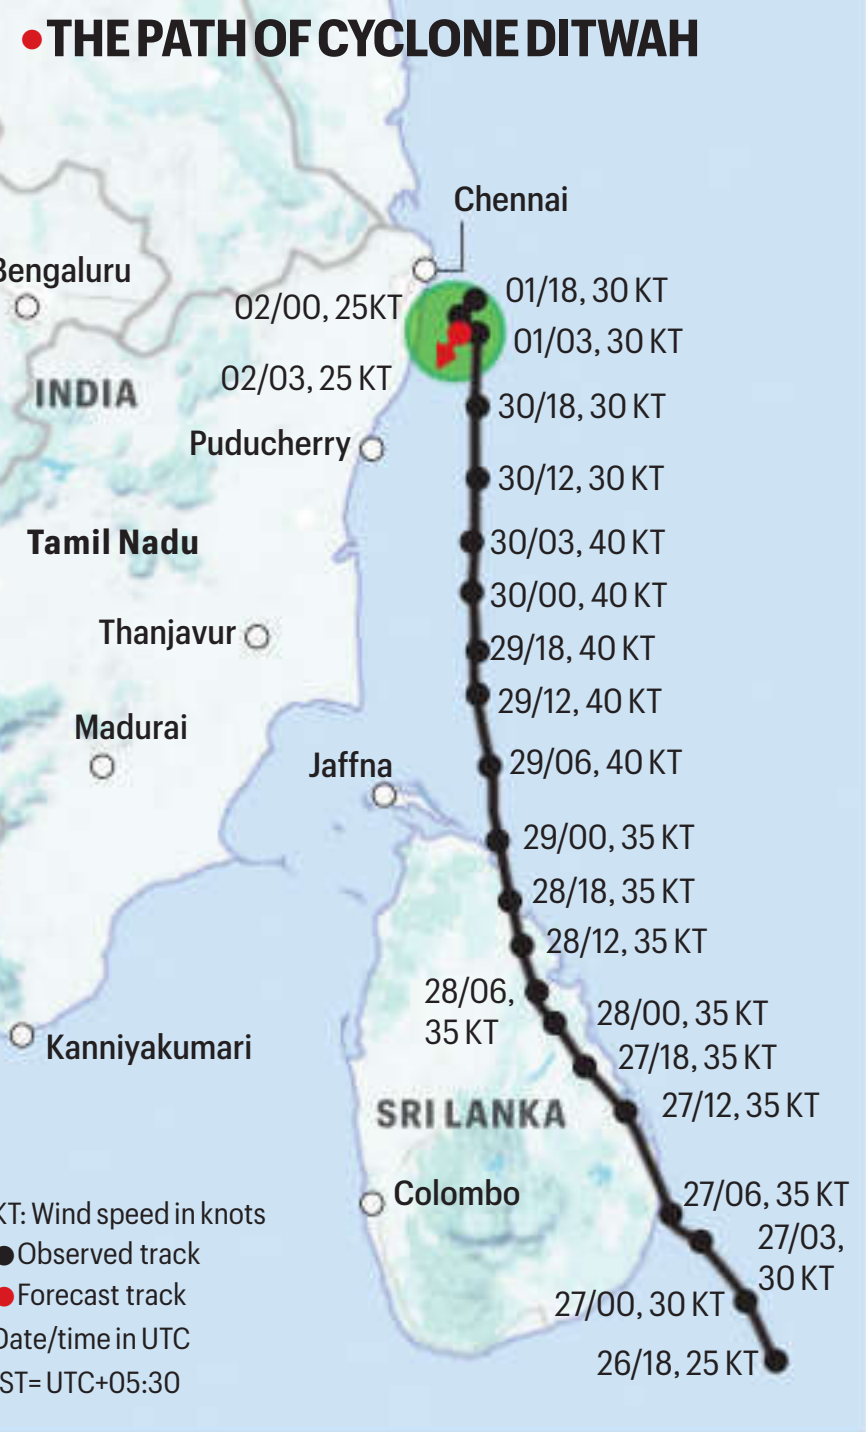 THE PATH OF CYCLONE DITWAH
Chennai
Bengaluru
01/18, 30 KT
02/00, 25KT
01/03, 30 KT
02/03, 25 KT
INDIA
30/18, 30 KT
Puducherry
30/12, 30 KT
Tamil Nadu
30/03, 40 KT
30/00, 40 KT
Thanjavur
29/18, 40 KT
29/12, 40 KT
Madurai
Jaffna
29/06, 40 KT
29/00, 35 KT
28/18, 35 KT
28/12, 35 KT
28/06,
35 KT
28/00, 35 KT
Kanniyakumari
27/18, 35 KT
27/12, 35 KT
SRI LANKA
Colombo
27/06, 35 KT
27/03,
30 KT
27/00, 30 KT
26/18, 25 KT
KT: Wind speed in knots
Observed track
Forecast track
Date/time in UTC
IST= UTC+05:30